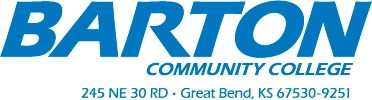 BARTON
COMMUNITY COLLEGE
245 NE 30 RD • Great Bend, KS 67530-9251